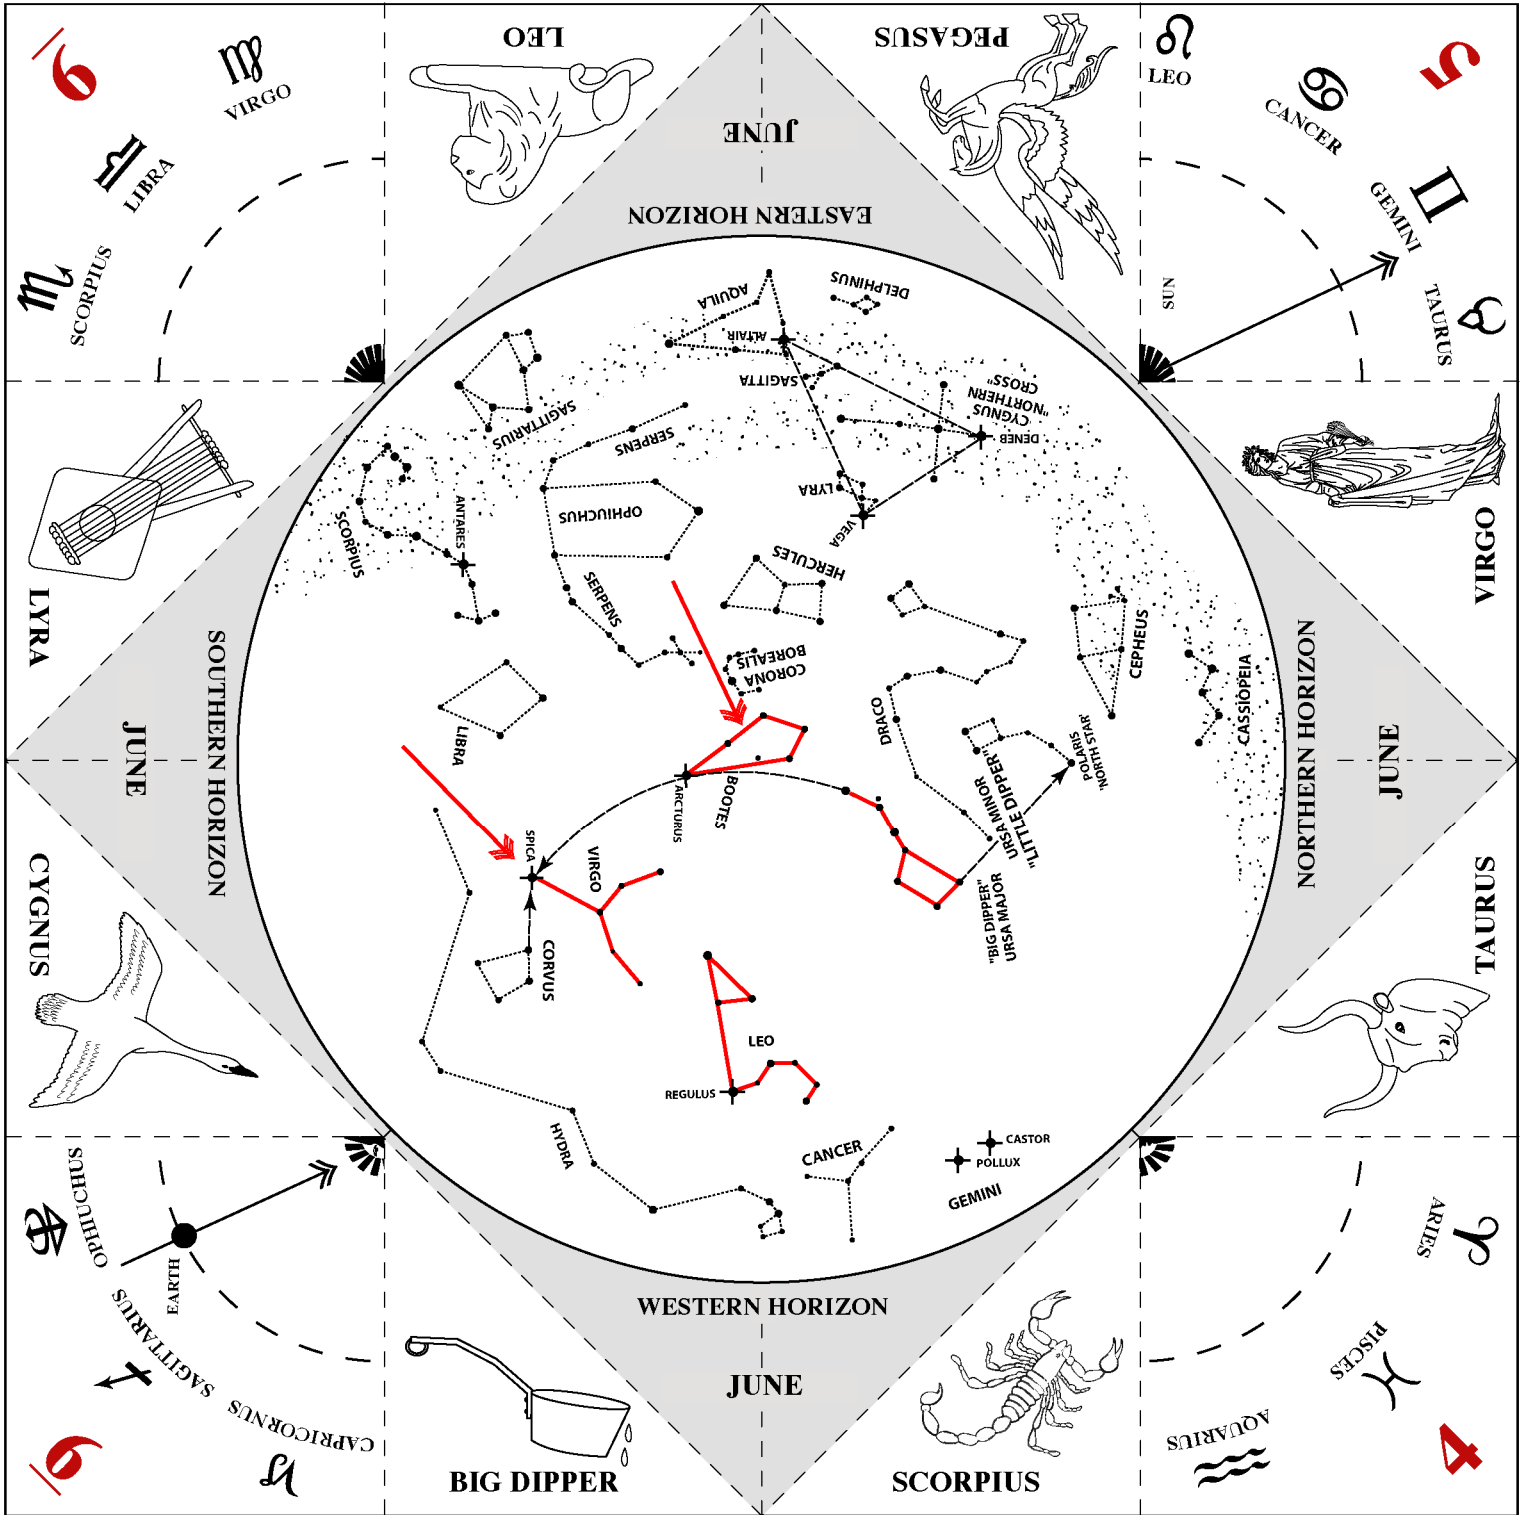 LEO
PEGASUS
6
VIRGO
LIBRA
SCORPIUS
LEO
CANCER
GEMINI
TAURUS
SUN
5
JUNE
EASTERN HORIZON
LYRA
VIRGO
AQUILA
ALTAIR
DELPHINUS
SAGITTA
CYGNUS
"NORTHERN
CROSS"
DENEB
SAGITTARIUS
SERPENS
LYRA
VEGA
OPHIUCHUS
SCORPIUS
ANTARES
HERCULES
SERPENS
CORONA
BOREALIS
CEPHEUS
CASSIOPEIA
LIBRA
DRACO
SOUTHERN HORIZON
JUNE
NORTHERN HORIZON
JUNE
BOOTES
ARCTURUS
POLARIS
'NORTH STAR'
URSA MINOR
"LITTLE DIPPER"
SPICA
VIRGO
"BIG DIPPER"
URSA MAJOR
CORVUS
LEO
REGULUS
HYDRA
CANCER
CASTOR
POLLUX
GEMINI
CYGNUS
TAURUS
WESTERN HORIZON
JUNE
OPHIUCHUS
EARTH
SAGITTARIUS
CAPRICORNUS
6
ARIES
PISCES
AQUARIUS
4
BIG DIPPER
SCORPIUS